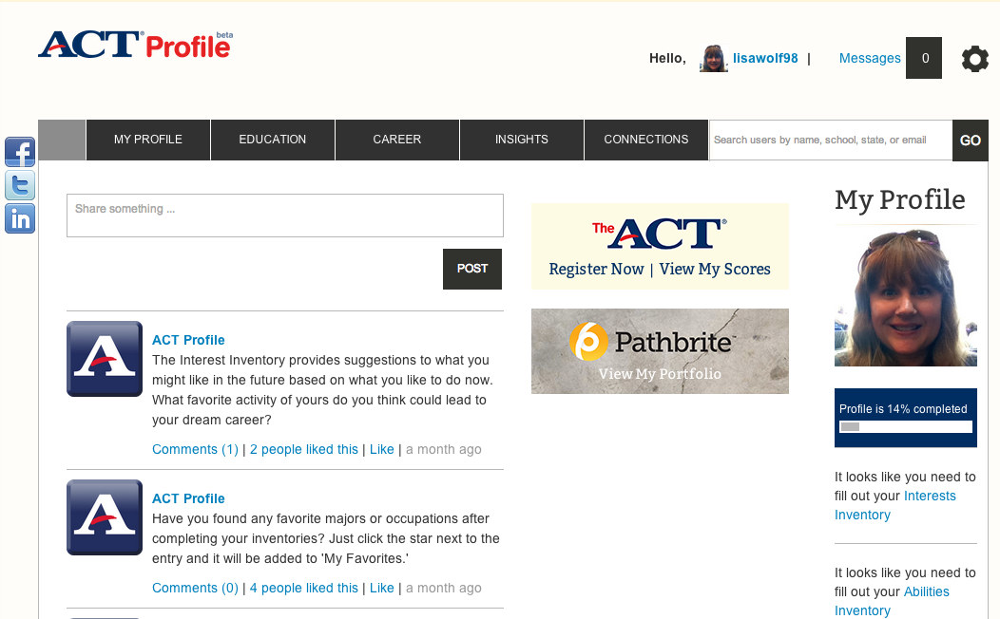 ACT® Profile beta
Hello, lisawolf98 | Messages 0
MY PROFILE EDUCATION CAREER INSIGHTS CONNECTIONS Search users by name, school, state, or email GO
Share something ...
POST
ACT Profile
The Interest Inventory provides suggestions to what you
might like in the future based on what you like to do now.
What favorite activity of yours do you think could lead to
your dream career?
Comments (1) | 2 people liked this | Like | a month ago
ACT Profile
Have you found any favorite majors or occupations after
completing your inventories? Just click the star next to the
entry and it will be added to 'My Favorites.'
Comments (0) | 4 people liked this | Like | a month ago
The ACT®
Register Now | View My Scores
Pathbrite™
View My Portfolio
My Profile
Profile is 14% completed
It looks like you need to
fill out your Interests
Inventory
It looks like you need to
fill out your Abilities
Inventory